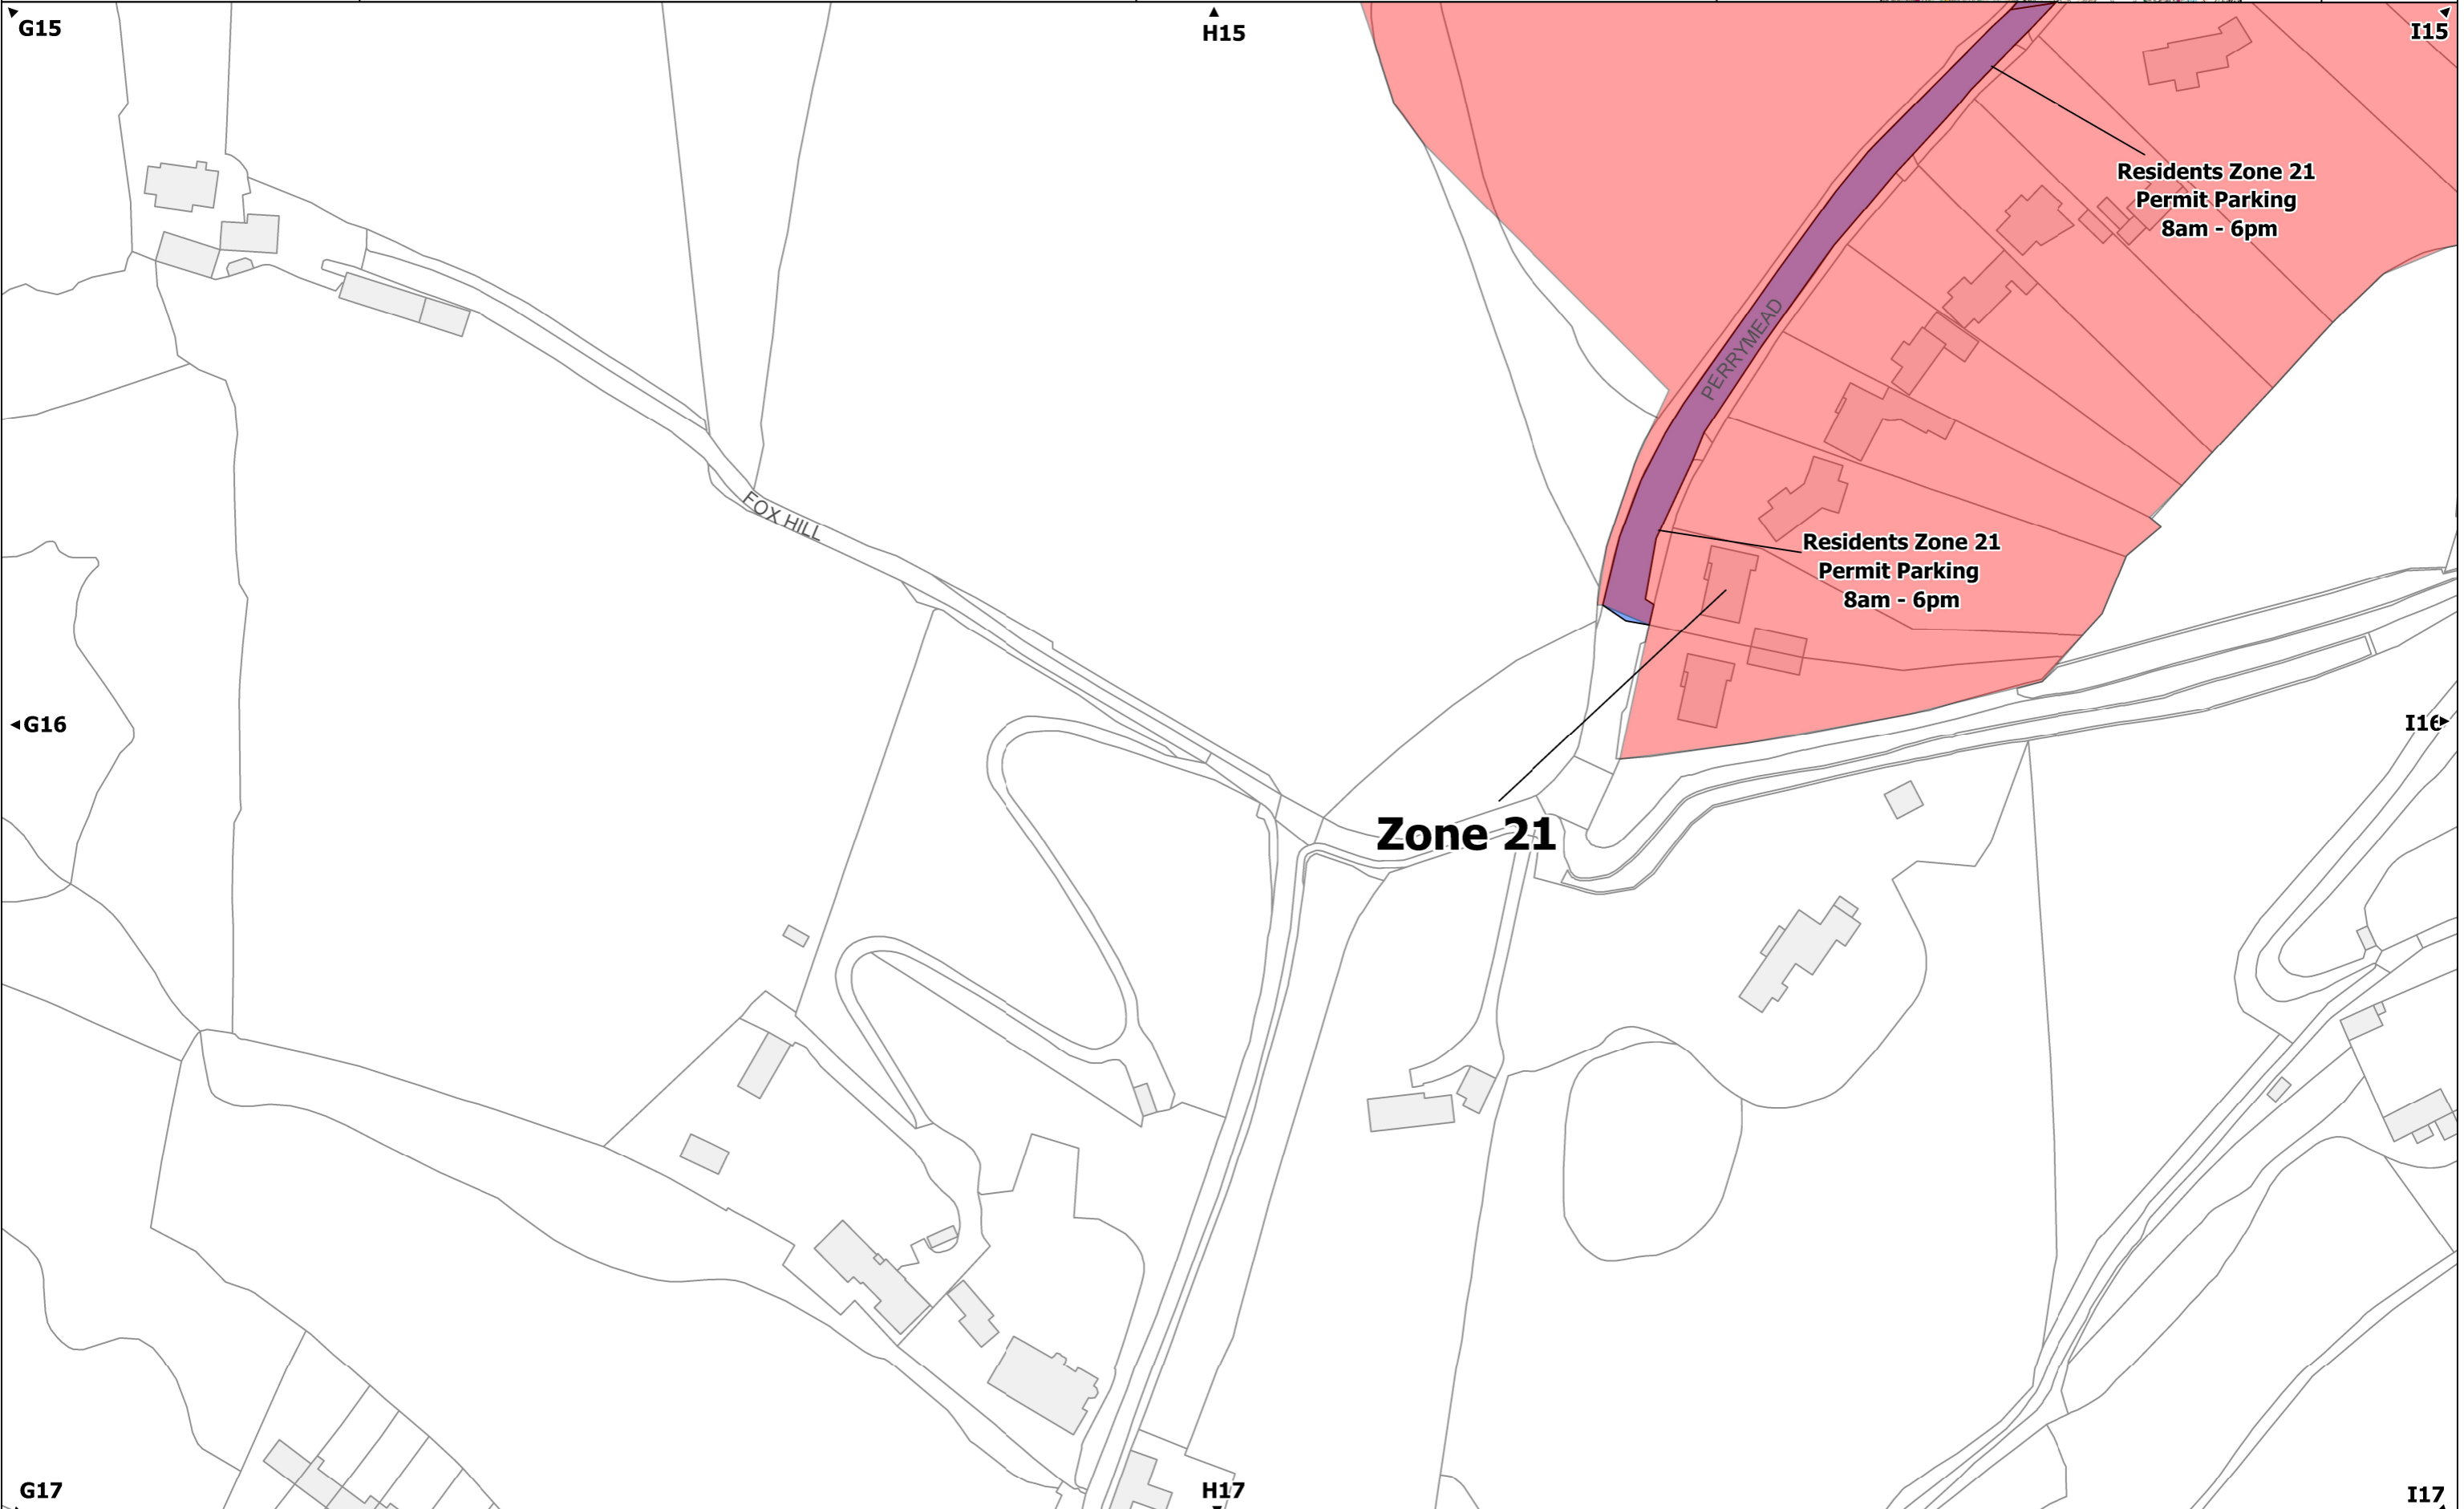 G15
H15
I15
Residents Zone 21
Permit Parking
8am - 6pm
PERRYMEAD
FOX HILL
Residents Zone 21
Permit Parking
8am - 6pm
G16
I16
Zone 21
G17
H17
I17